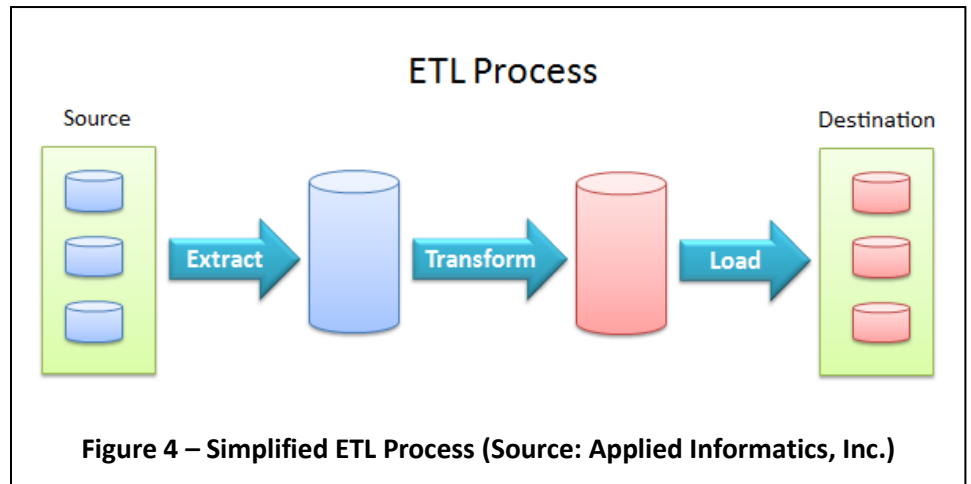 ETL Process
Source
Destination
Extract
Transform
Load
Figure 4 – Simplified ETL Process (Source: Applied Informatics, Inc.)